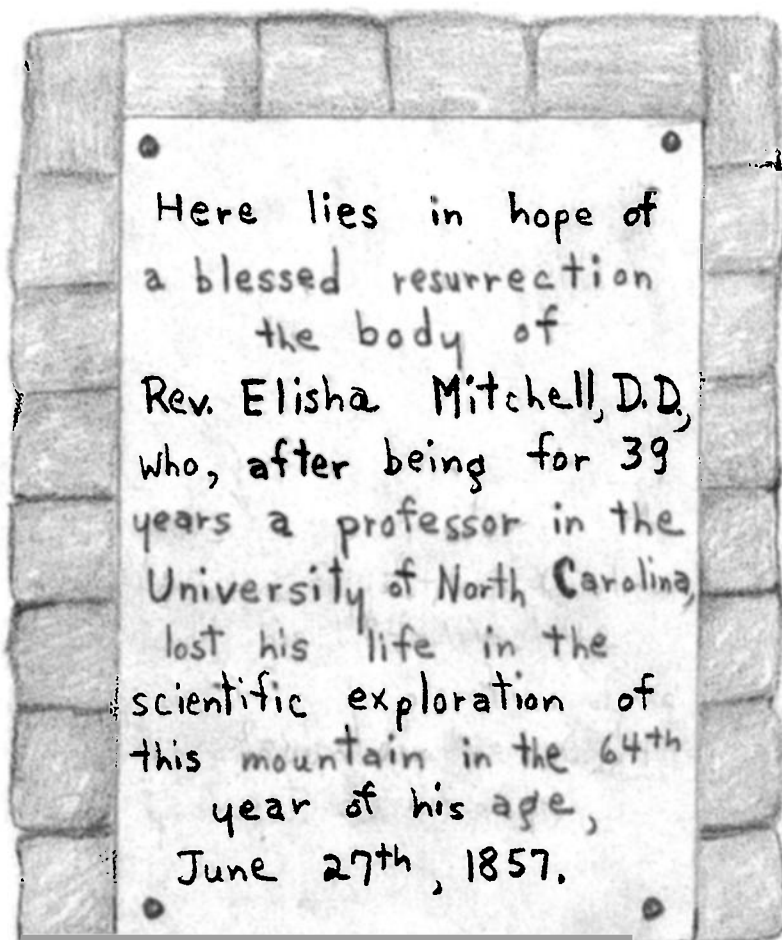 Here lies in hope of
a blessed resurrection
the body of
Rev. Elisha Mitchell, D.D.,
who, after being for 39
years a professor in the
University of North Carolina,
lost his life in the
scientific exploration of
this mountain in the 64th
year of his age,
June 27th, 1857.